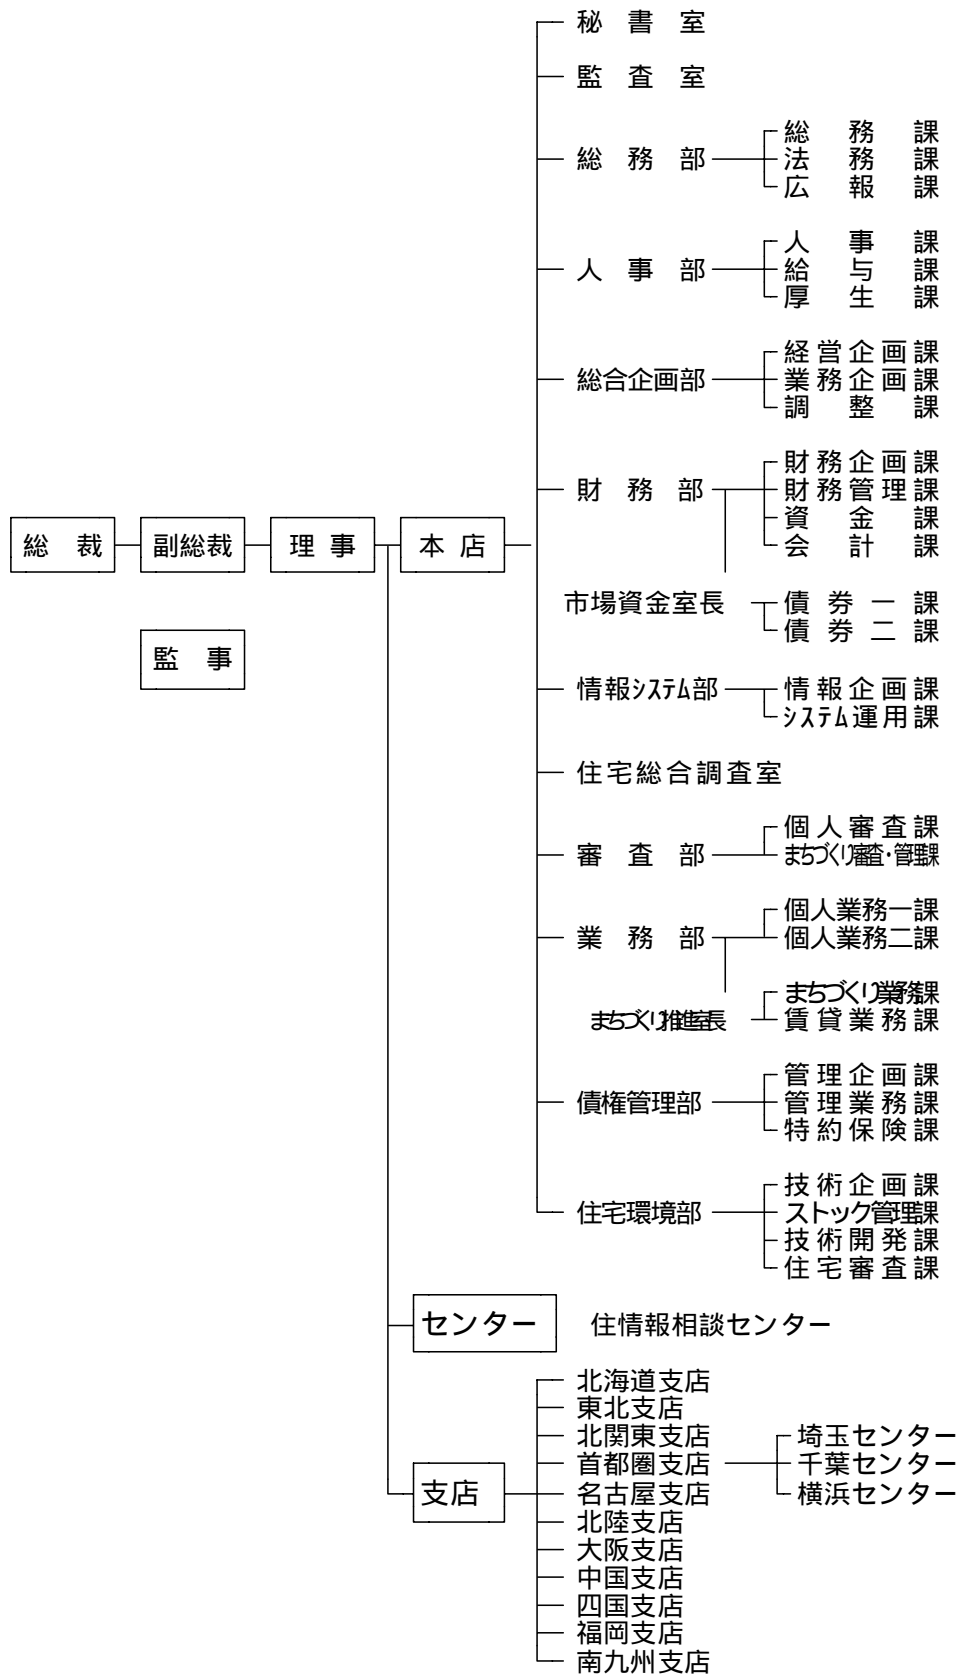 秘書室
監査室
総務課
総務部 法務課
広報課
人事課
人事部 給与課
厚生課
経営企画課
総合企画部 業務企画課
調整課
財務企画課
財務部 財務管理課
資金課
総裁 副総裁 理事 本店 会計課
市場資金室長 債券一課
債券二課
監事
情報システム部 情報企画課
システム運用課
住宅総合調査室
個人審査課
審査部 まちづくり審査・管理課
個人業務一課
業務部 個人業務二課
まちづくり業務課
まちづくり推進室長 賃貸業務課
管理企画課
債権管理部 管理業務課
特約保険課
技術企画課
住宅環境部 ストック管理課
技術開発課
住宅審査課
センター 住情報相談センター
北海道支店
東北支店
北関東支店 埼玉センター
首都圏支店 千葉センター
支店 名古屋支店 横浜センター
北陸支店
大阪支店
中国支店
四国支店
福岡支店
南九州支店